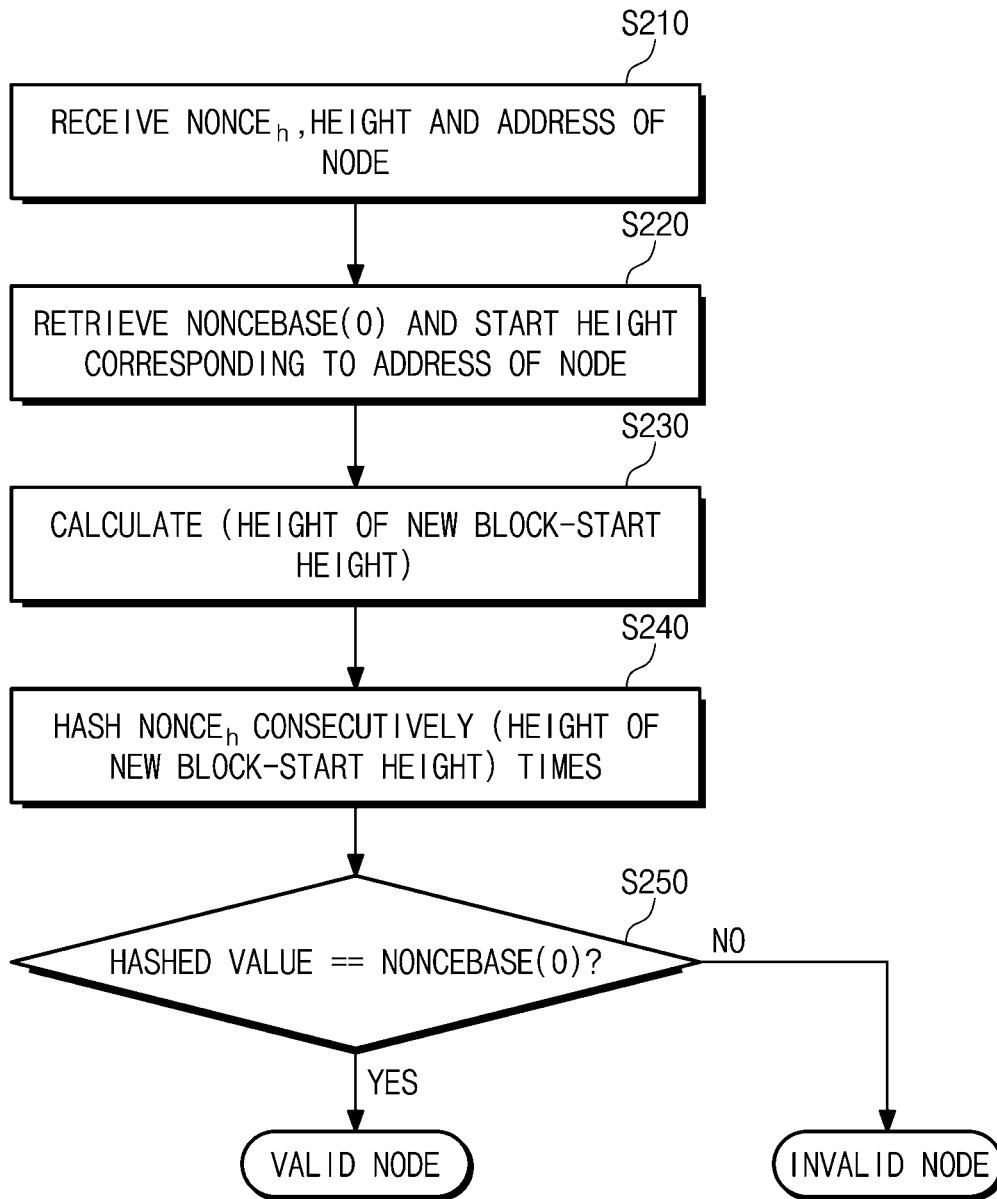 S210
RECEIVE NONCEh,HEIGHT AND ADDRESS OF
NODE
S220
RETRIEVE NONCEBASE(0) AND START HEIGHT
CORRESPONDING TO ADDRESS OF NODE
S230
CALCULATE (HEIGHT OF NEW BLOCK-START
HEIGHT)
S240
HASH NONCEh CONSECUTIVELY (HEIGHT OF
NEW BLOCK-START HEIGHT) TIMES
S250
HASHED VALUE == NONCEBASE(0)?
NO
YES
VALID NODE
INVALID NODE